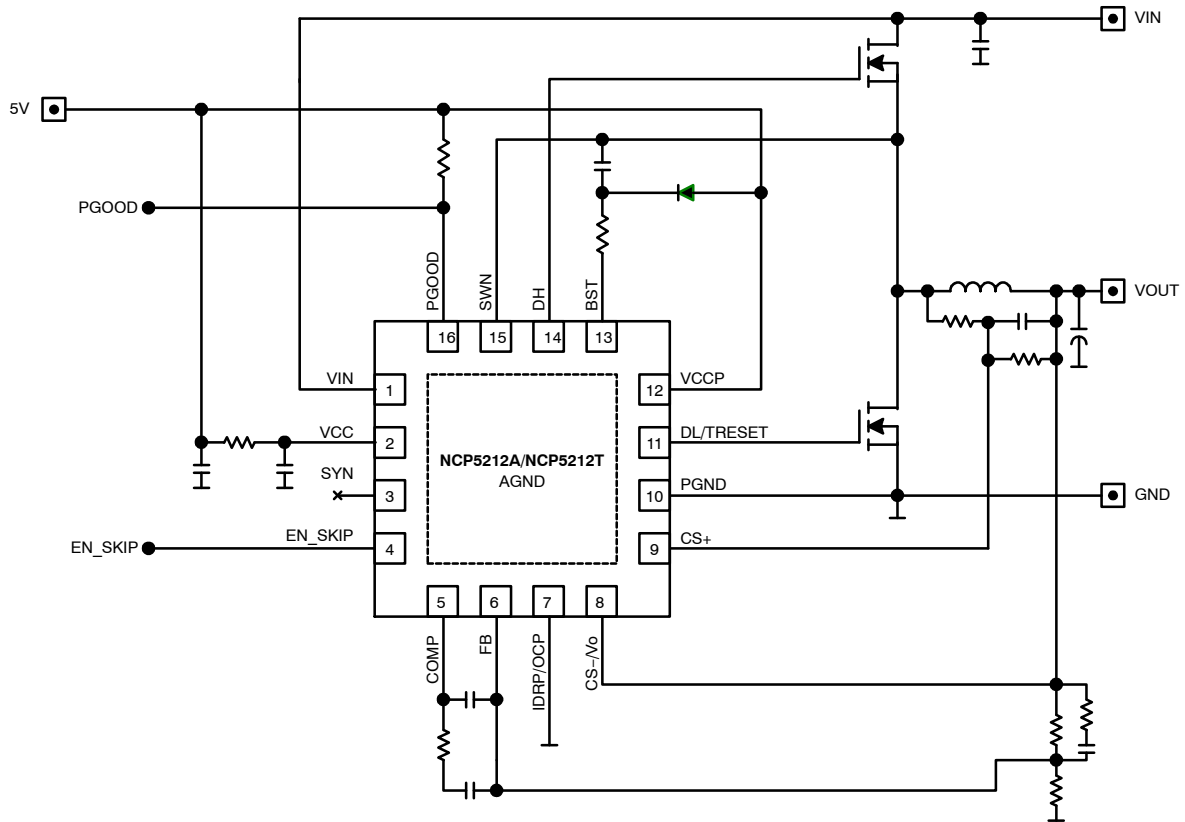 VIN
5V
PGOOD
PGOOD
SWN
DH
BST
16
15
14
13
VOUT
VIN
1
12
VCCP
VCC
2
11
DL/TRESET
NCP5212A/NCP5212T
AGND
SYN
3
10
PGND
GND
EN_SKIP
EN_SKIP
4
9
CS+
5
6
7
8
COMP
FB
IDRP/OCP
CS−/Vo